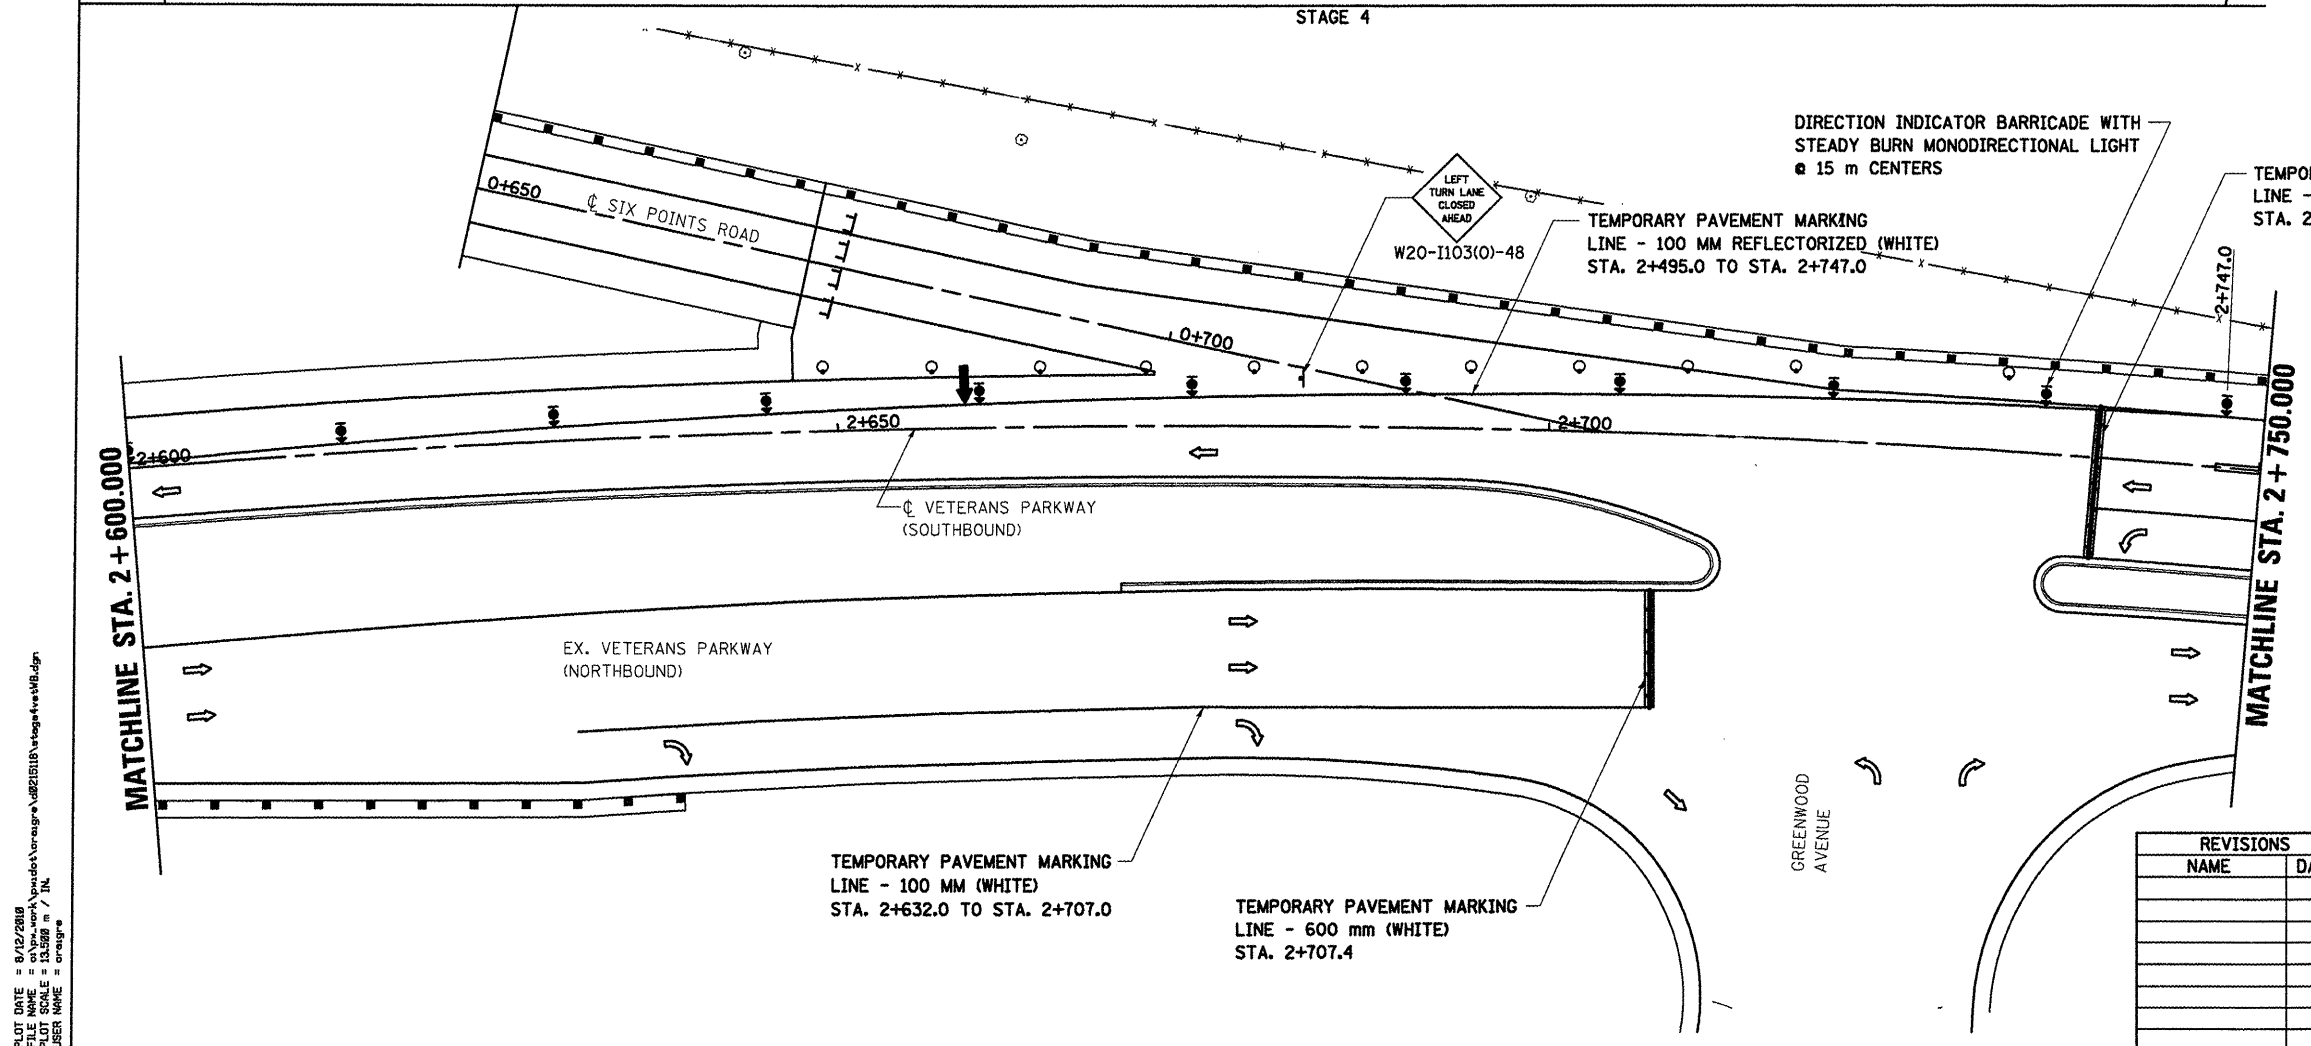 STAGE 4
DIRECTION INDICATOR BARRICADE WITH
STEADY BURN MONODIRECTIONAL LIGHT
@ 15 m CENTERS
LINE -
STA. 2
LEFT
TURN LANE
CLOSED
AHEAD
W20-I103(O)-48
TEMPORARY PAVEMENT MARKING
LINE - 100 MM REFLECTORIZED (WHITE)
STA. 2+495.0 TO STA. 2+747.0
2+747.0
0+650
℄ SIX POINTS ROAD
0+700
2+600
2+650
2+700
℄ VETERANS PARKWAY
(SOUTHBOUND)
MATCHLINE STA. 2+600.000
MATCHLINE STA. 2+750.000
EX. VETERANS PARKWAY
(NORTHBOUND)
GREENWOOD
AVENUE
TEMPORARY PAVEMENT MARKING
LINE - 100 MM (WHITE)
STA. 2+632.0 TO STA. 2+707.0
TEMPORARY PAVEMENT MARKING
LINE - 600 mm (WHITE)
STA. 2+707.4
REVISIONS
NAME
PLOT DATE = 8/12/2010
FILE NAME =
PLOT SCALE = 13.500 m / IN.
USER NAME = craigre